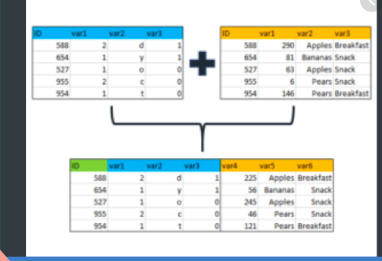 ID var1 var2 var3
588 2 d 1
654 1 y 1
527 1 o 0
955 2 c 0
954 1 t 0
ID var1 var2 var3
588 290 Apples Breakfast
654 81 Bananas Snack
527 63 Apples Snack
955 6 Pears Snack
954 146 Pears Breakfast
ID var1 var2 var3 var4 var5 var6
588 2 d 1 225 Apples Breakfast
654 1 y 1 56 Bananas Snack
527 1 o 0 245 Apples Snack
955 2 c 0 46 Pears Snack
954 1 t 0 121 Pears Breakfast